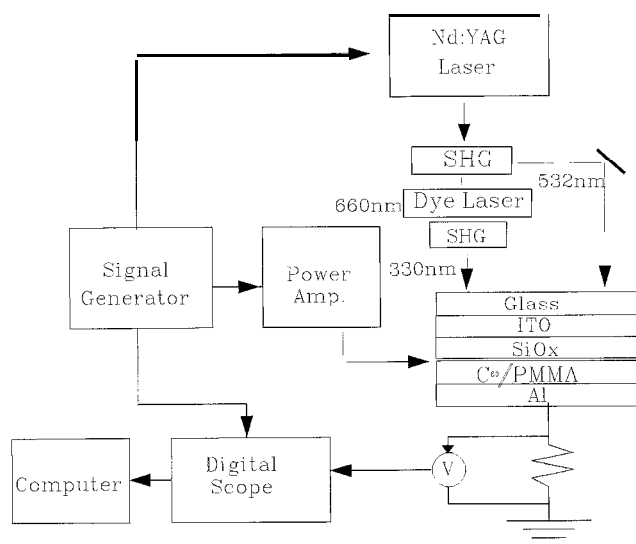 Nd:YAG
Laser
SHG
532nm
660nm
Dye Laser
SHG
330nm
Signal
Generator
Power
Amp.
Glass
ITO
SiOx
C60/PMMA
Al
V
Digital
Scope
Computer